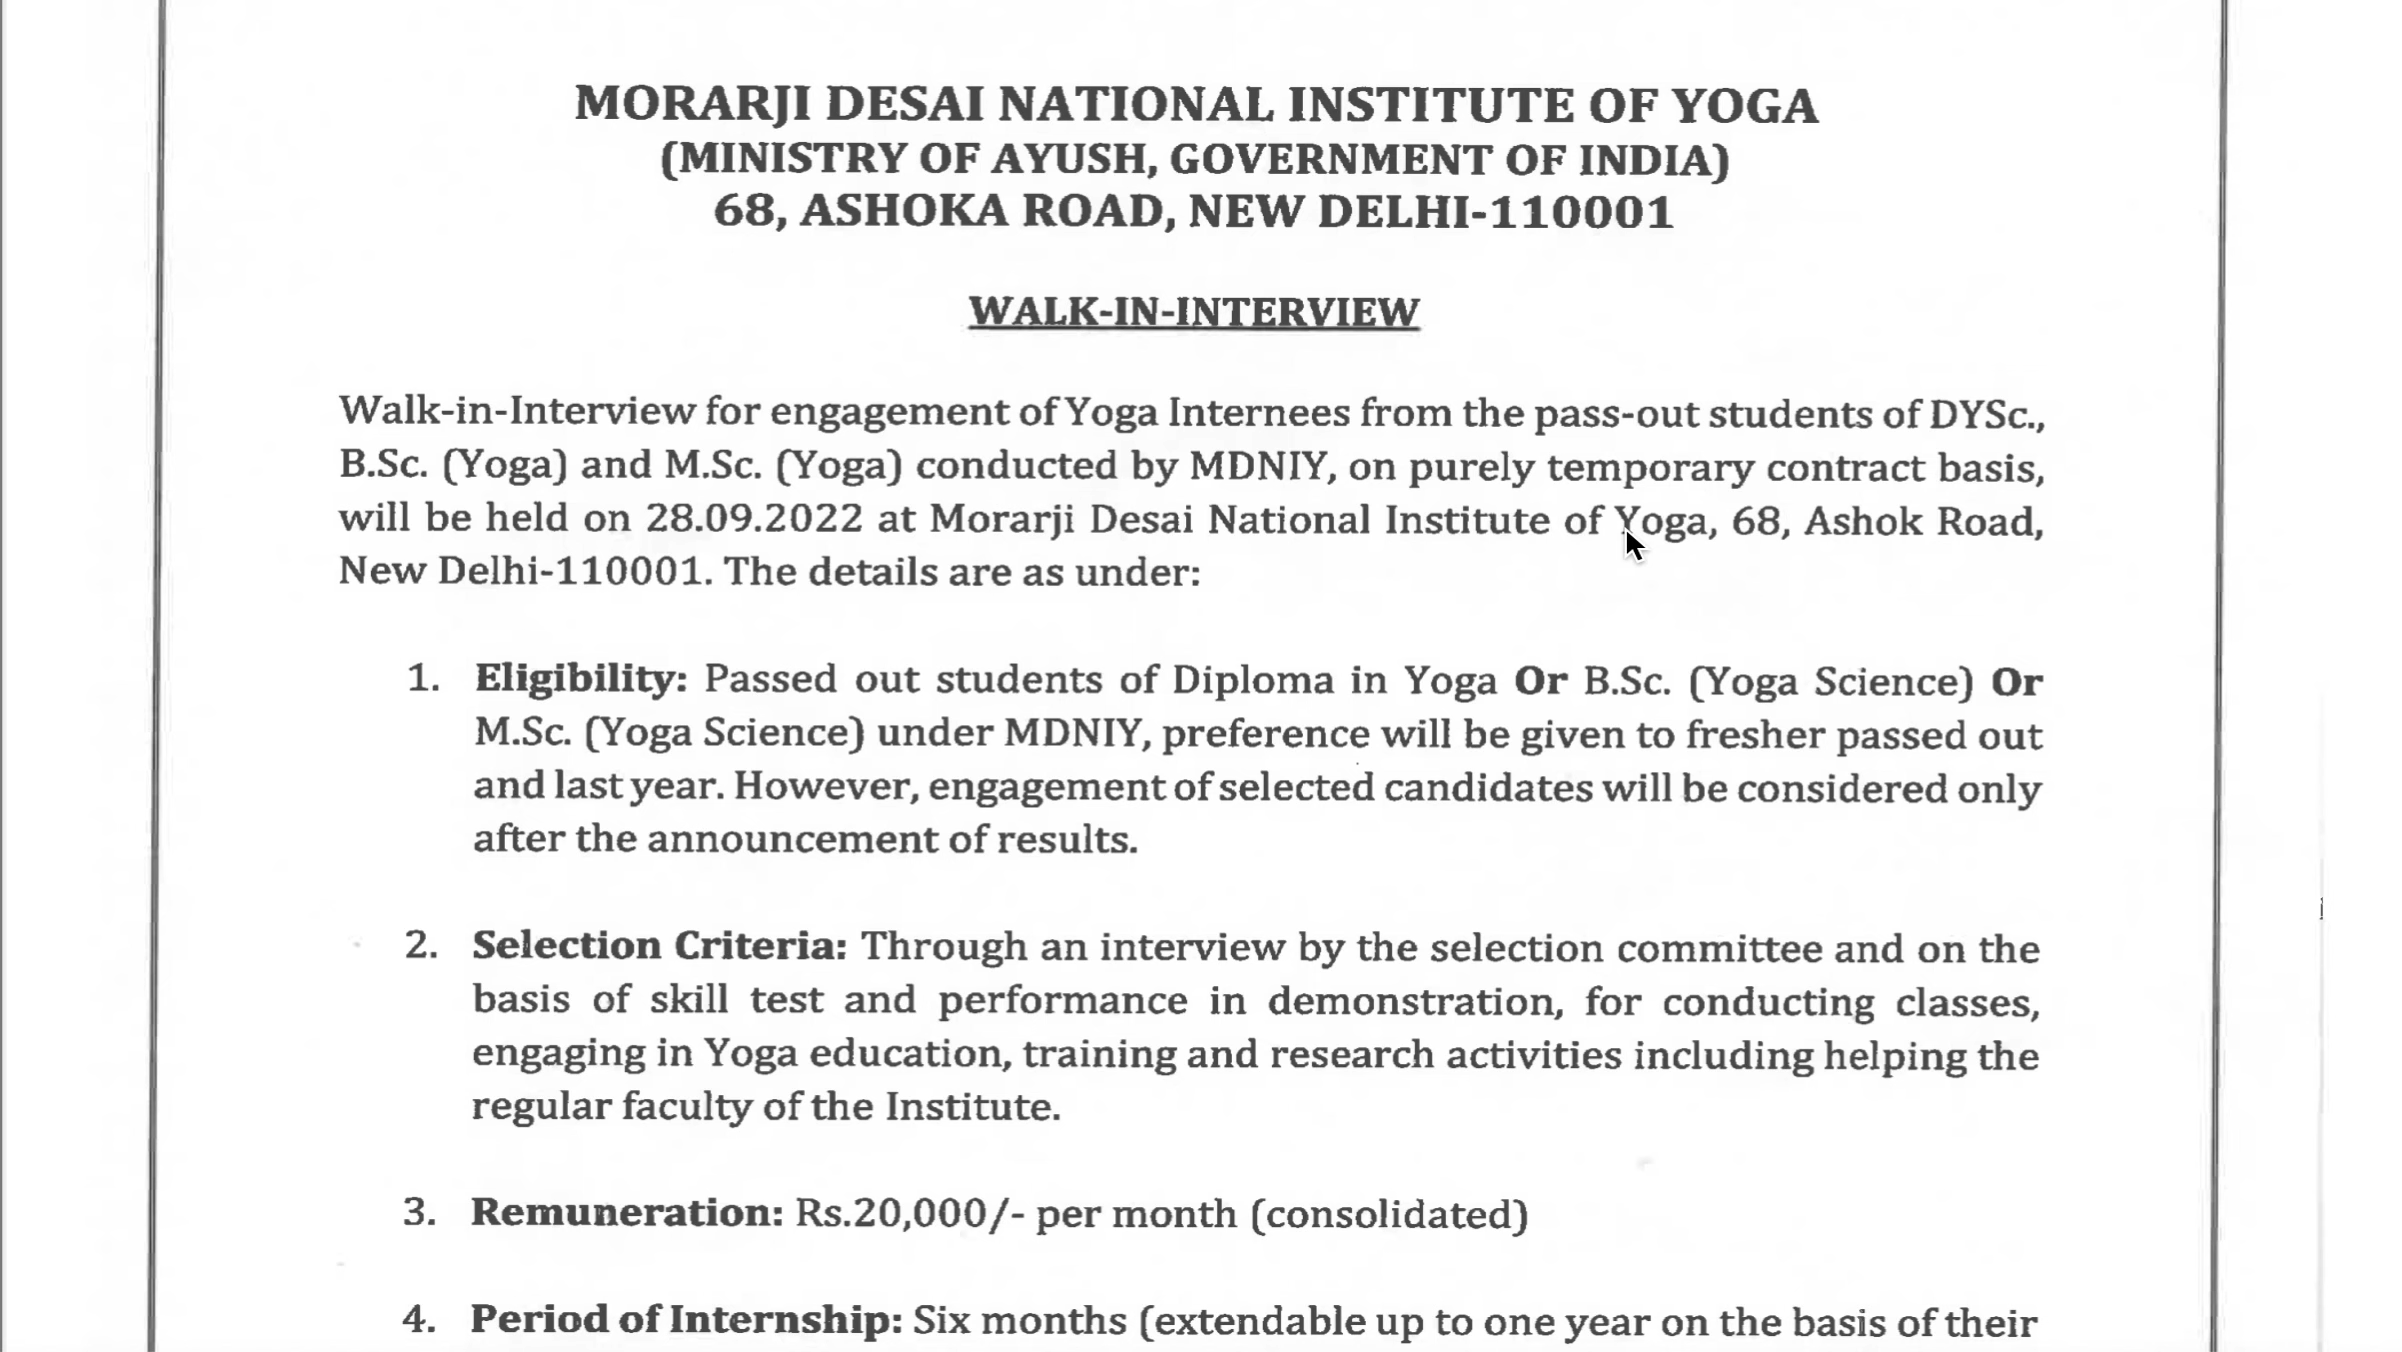 MORARJI DESAI NATIONAL INSTITUTE OF YOGA
(MINISTRY OF AYUSH, GOVERNMENT OF INDIA)
68, ASHOKA ROAD, NEW DELHI-110001
WALK-IN-INTERVIEW
Walk-in-Interview for engagement of Yoga Internees from the pass-out students of DYSc.,
B.Sc. (Yoga) and M.Sc. (Yoga) conducted by MDNIY, on purely temporary contract basis,
will be held on 28.09.2022 at Morarji Desai National Institute of Yoga, 68, Ashok Road,
New Delhi-110001. The details are as under:
1. Eligibility: Passed out students of Diploma in Yoga Or B.Sc. (Yoga Science) Or
M.Sc. (Yoga Science) under MDNIY, preference will be given to fresher passed out
and last year. However, engagement of selected candidates will be considered only
after the announcement of results.
2. Selection Criteria: Through an interview by the selection committee and on the
basis of skill test and performance in demonstration, for conducting classes,
engaging in Yoga education, training and research activities including helping the
regular faculty of the Institute.
3. Remuneration: Rs.20,000/- per month (consolidated)
4. Period of Internship: Six months (extendable up to one year on the basis of their